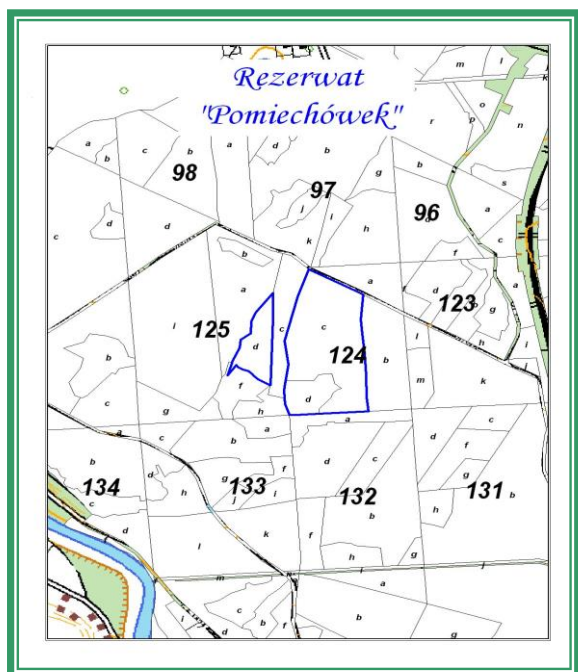 Rezerwat
"Pomiechówek"
m l k
o
a b c b a d r p n
98 97 g b s
j i
96
d d k h a c
c b f
a a f d
c 123 g
i 125 d c 124 l h i
b j
f b m k
c g h d a
a b a d c
b d c f
134 g f g
c h 133 j i 132 131 b
b h
d l k f
h g g j
m i a
c b
i d b g